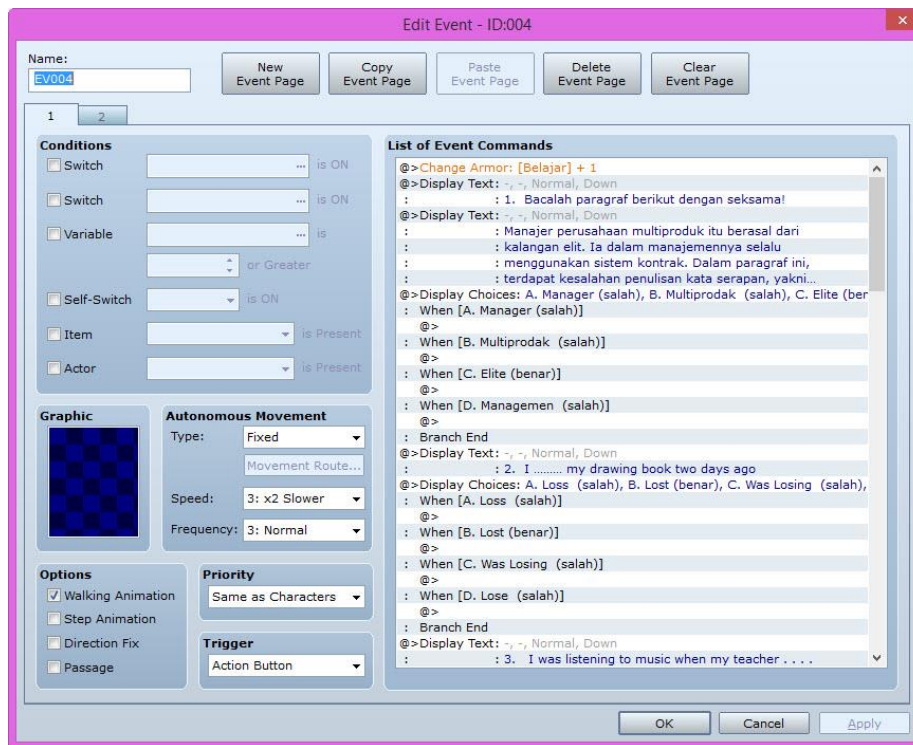 Edit Event - ID:004
Name:
EV004
New Event Page
Copy Event Page
Paste Event Page
Delete Event Page
Clear Event Page
1
2
Conditions
Switch ... is ON
Switch ... is ON
Variable ... is
or Greater
Self-Switch is ON
Item is Present
Actor is Present
Graphic
Autonomous Movement
Type: Fixed
Movement Route...
Speed: 3: x2 Slower
Frequency: 3: Normal
Options
Walking Animation
Step Animation
Direction Fix
Passage
Priority
Same as Characters
Trigger
Action Button
List of Event Commands
@>Change Armor: [Belajar] + 1
@>Display Text: -, -, Normal, Down
: : 1. Bacalah paragraf berikut dengan seksama!
@>Display Text: -, -, Normal, Down
: : Manajer perusahaan multiproduk itu berasal dari
: : kalangan elit. Ia dalam manajemennya selalu
: : menggunakan sistem kontrak. Dalam paragraf ini,
: : terdapat kesalahan penulisan kata serapan, yakni...
@>Display Choices: A. Manager (salah), B. Multiprodak (salah), C. Elite (ber
: When [A. Manager (salah)]
@>
: When [B. Multiprodak (salah)]
@>
: When [C. Elite (benar)]
@>
: When [D. Managemen (salah)]
@>
: Branch End
@>Display Text: -, -, Normal, Down
: : 2. I ......... my drawing book two days ago
@>Display Choices: A. Loss (salah), B. Lost (benar), C. Was Losing (salah),
: When [A. Loss (salah)]
@>
: When [B. Lost (benar)]
@>
: When [C. Was Losing (salah)]
@>
: When [D. Lose (salah)]
@>
: Branch End
@>Display Text: -, -, Normal, Down
: : 3. I was listening to music when my teacher . . . .
OK
Cancel
Apply